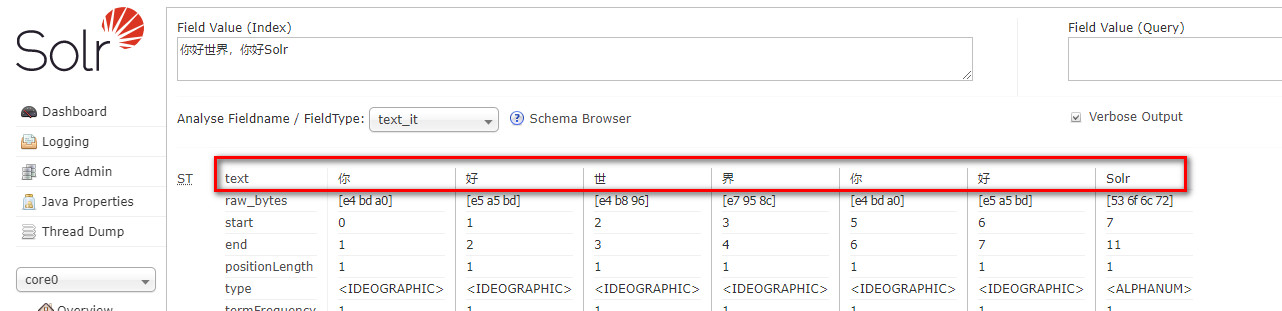 Solr
Field Value (Index)
Field Value (Query)
你好世界，你好Solr
Dashboard
Logging
Core Admin
Java Properties
Thread Dump
core0
Overview
Analyse Fieldname / FieldType: text_it ? Schema Browser
Verbose Output
ST
text 你 好 世 界 你 好 Solr
raw_bytes [e4 bd a0] [e5 a5 bd] [e4 b8 96] [e7 95 8c] [e4 bd a0] [e5 a5 bd] [53 6f 6c 72]
start 0 1 2 3 5 6 7
end 1 2 3 4 6 7 11
positionLength 1 1 1 1 1 1 1
type <IDEOGRAPHIC> <IDEOGRAPHIC> <IDEOGRAPHIC> <IDEOGRAPHIC> <IDEOGRAPHIC> <IDEOGRAPHIC> <ALPHANUM>
termFrequency 1 1 1 1 1 1 1